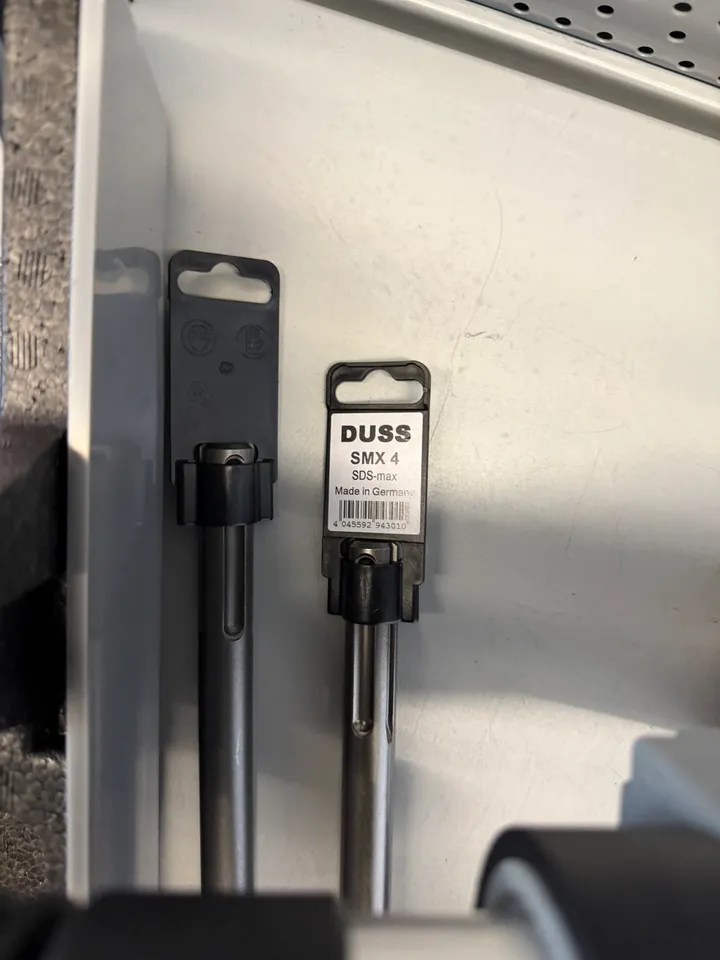 DUSS
SMX 4
SDS-max
Made in Germany
4 045592 943010